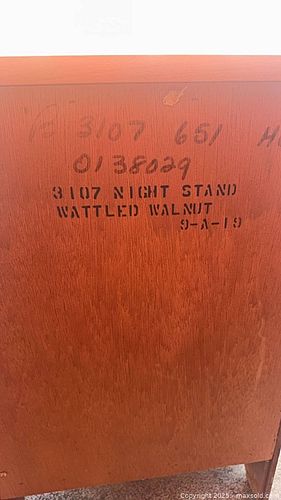 3107 651 H
0138029
3107 NIGHT STAND
WATTLED WALNUT
9-A-19
Copyright © 2025 - maxsold.com